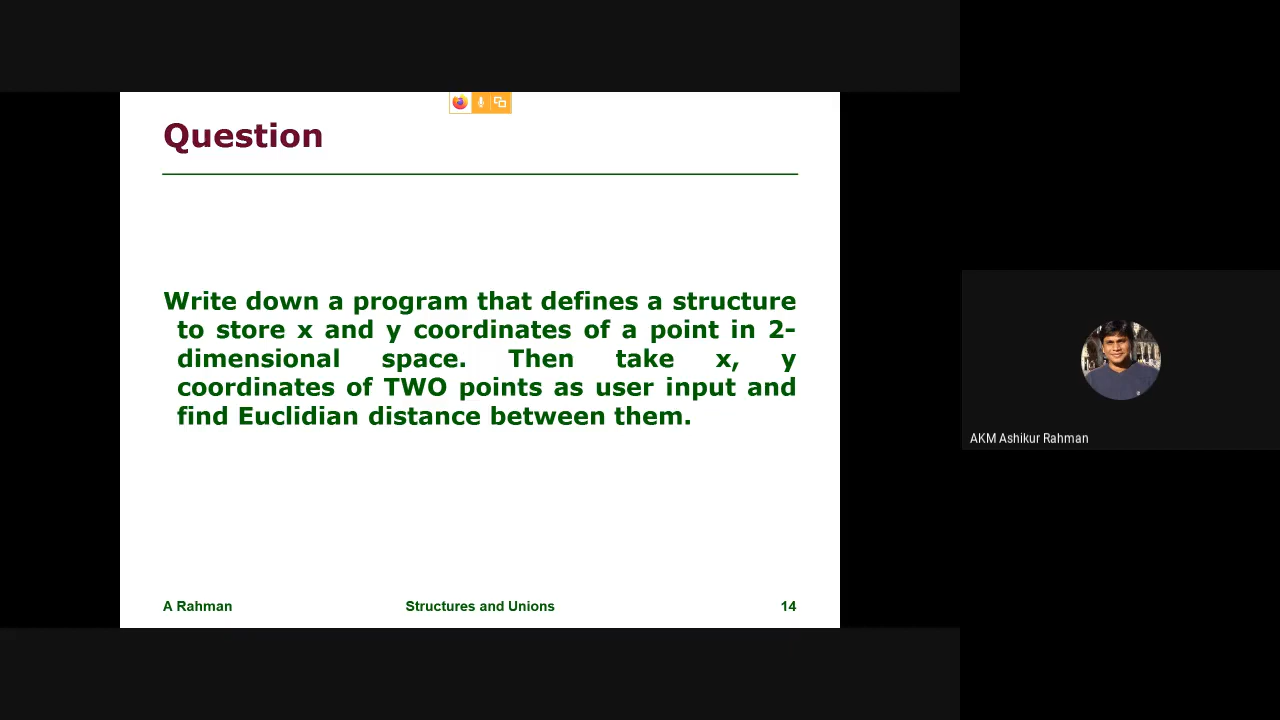 Question
Write down a program that defines a structure
to store x and y coordinates of a point in 2-
dimensional space. Then take x, y
coordinates of TWO points as user input and
find Euclidian distance between them.
A Rahman
Structures and Unions
14
AKM Ashikur Rahman